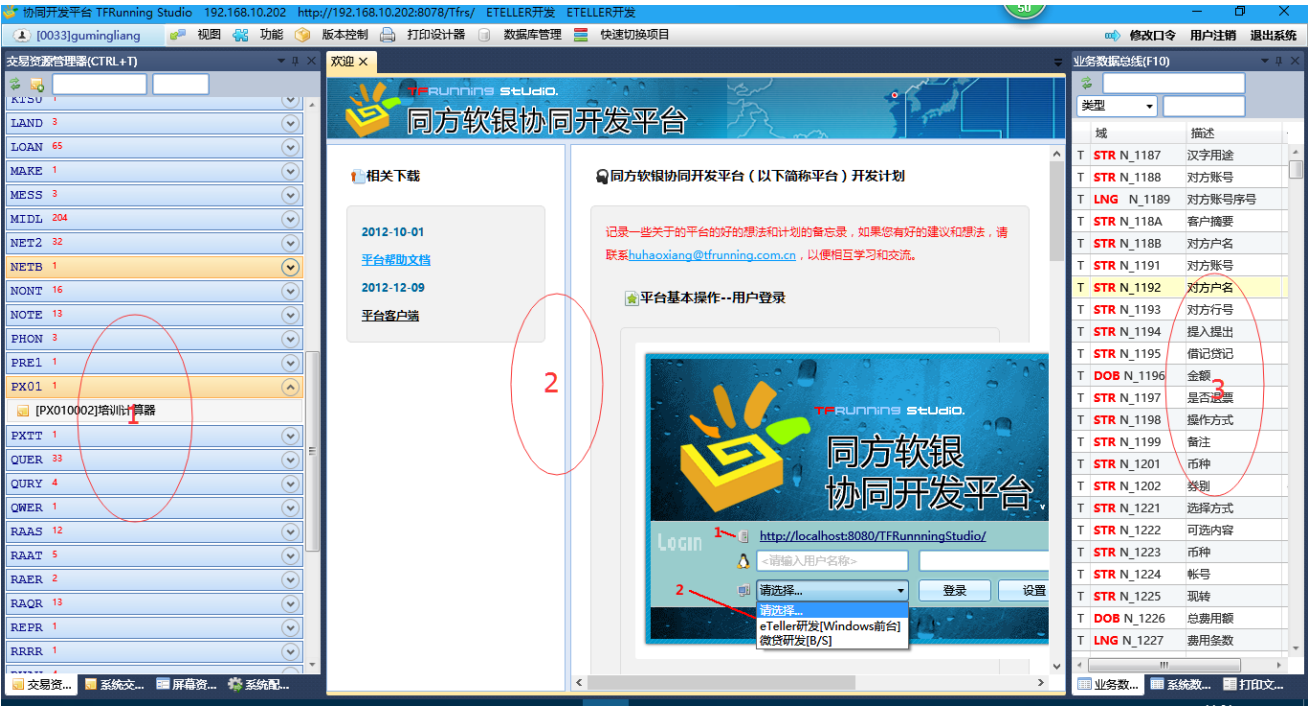 协同开发平台 TFRunning Studio 192.168.10.202 http://192.168.10.202:8078/Tfrs/ ETELLER开发 ETELLER开发
50
[0033]gumingliang 视图 功能 版本控制 打印设计器 数据库管理 快速切换项目 修改口令 用户注销 退出系统
交易资源管理器(CTRL+T)
KTSU 1
LAND 3
LOAN 65
MAKE 1
MESS 3
MIDL 204
NET2 32
NETB 1
NONT 16
NOTE 13
PHON 3
PRE1 1
PX01 1
[PX010002]培训计算器
1
PXTT 1
QUER 33
QURY 4
QWER 1
RAAS 12
RAAT 5
RAER 2
RAQR 13
REPR 1
RRRR 1
交易资... 系统交... 屏幕资... 系统配...
欢迎
TFRunning Studio.
同方软银协同开发平台
相关下载
2012-10-01
平台帮助文档
2012-12-09
平台客户端
2
同方软银协同开发平台（以下简称平台）开发计划
记录一些关于的平台的好的想法和计划的备忘录，如果您有好的建议和想法，请
联系huhaoxiang@tfrunning.com.cn，以便相互学习和交流。
平台基本操作--用户登录
TFRunning Studio.
同方软银
协同开发平台
Login
1
http://localhost:8080/TFRunnningStudio/
<请输入用户名称>
2
请选择... 登录 设置
请选择...
eTeller研发[Windows前台]
微贷研发[B/S]
业务数据总线(F10)
类型
域 描述
T STR N_1187 汉字用途
T STR N_1188 对方账号
T LNG N_1189 对方账号序号
T STR N_118A 客户摘要
T STR N_118B 对方户名
T STR N_1191 对方账号
T STR N_1192 对方户名
T STR N_1193 对方行号
T STR N_1194 提入提出
T STR N_1195 借记贷记
T DOB N_1196 金额
3
T STR N_1197 是否退票
T STR N_1198 操作方式
T STR N_1199 备注
T STR N_1201 币种
T STR N_1202 券别
T STR N_1221 选择方式
T STR N_1222 可选内容
T STR N_1223 币种
T STR N_1224 帐号
T STR N_1225 现转
T DOB N_1226 总费用额
T LNG N_1227 费用条数
业务数... 系统数... 打印文...